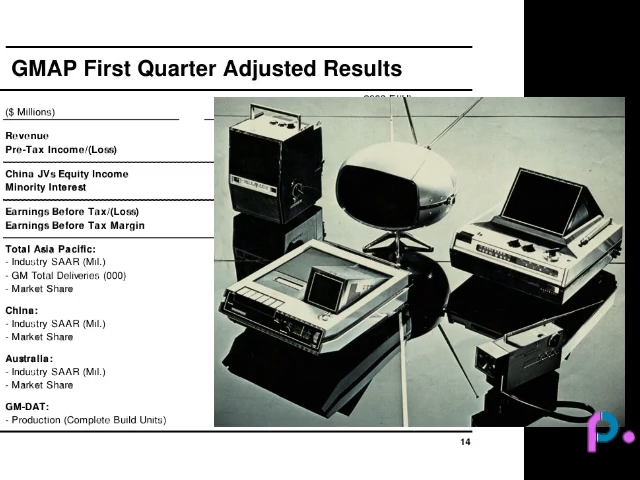 GMAP First Quarter Adjusted Results
($ Millions)
Revenue
Pre-Tax Income/(Loss)
China JVs Equity Income
Minority Interest
Earnings Before Tax/(Loss)
Earnings Before Tax Margin
Total Asia Pacific:
- Industry SAAR (Mil.)
- GM Total Deliveries (000)
- Market Share
China:
- Industry SAAR (Mil.)
- Market Share
Australia:
- Industry SAAR (Mil.)
- Market Share
GM-DAT:
- Production (Complete Build Units)
14
p.